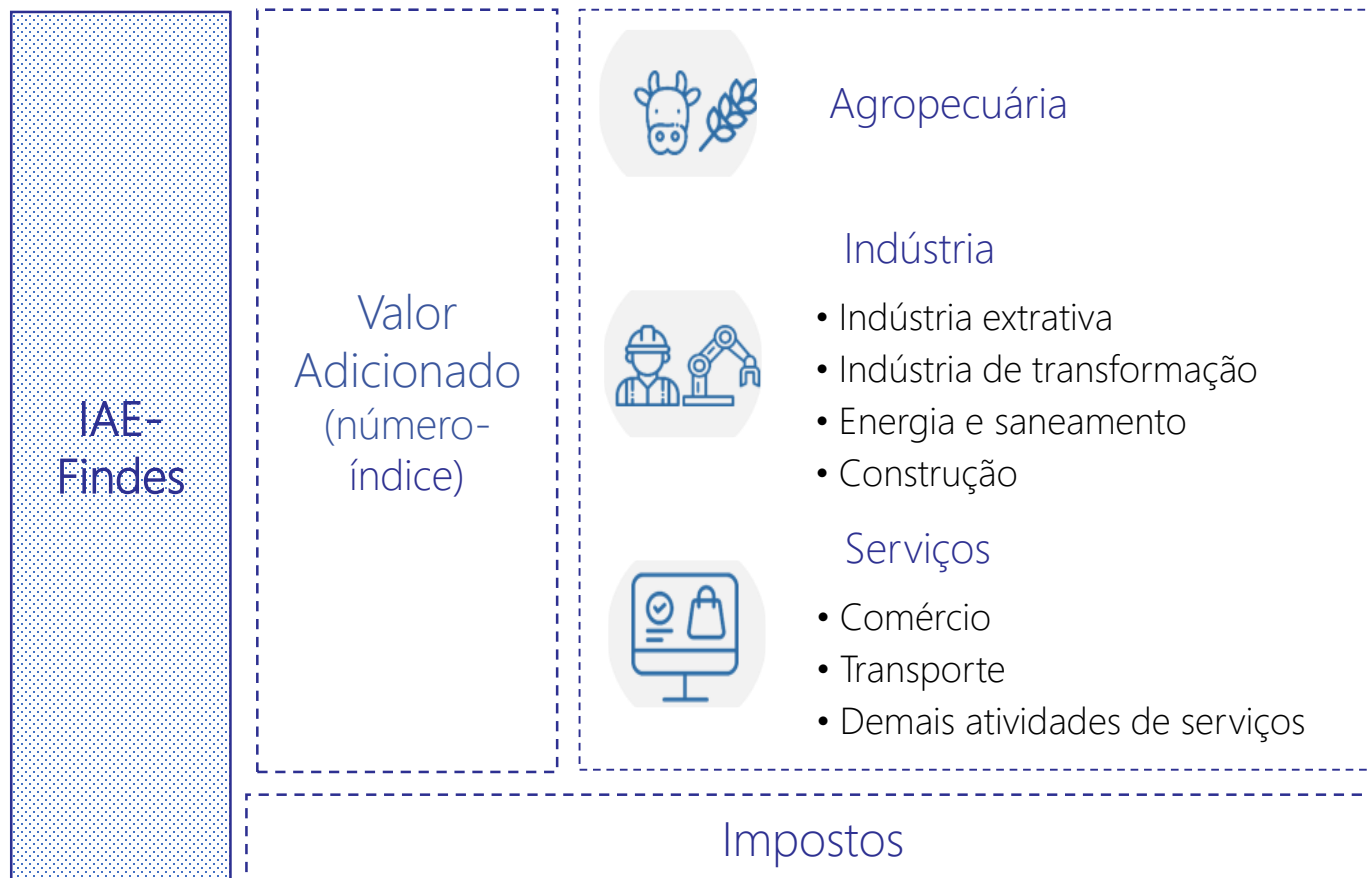 IAE-
Findes
Valor
Adicionado
(número-
índice)
Agropecuária
Indústria
• Indústria extrativa
• Indústria de transformação
• Energia e saneamento
• Construção
Serviços
• Comércio
• Transporte
• Demais atividades de serviços
Impostos